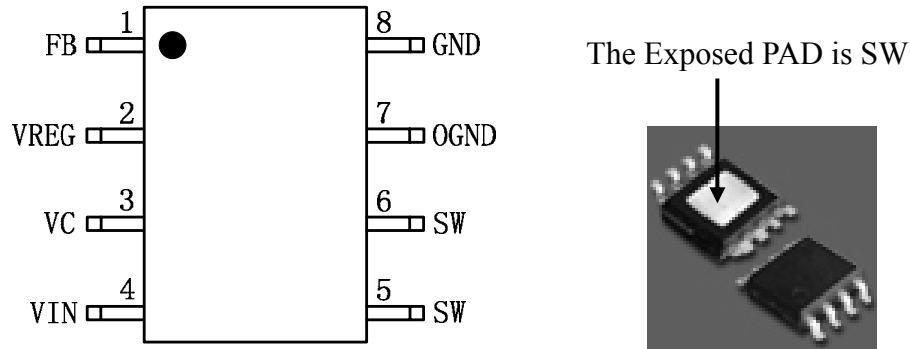 FB 1 8 GND
VREG 2 7 OGND
VC 3 6 SW
VIN 4 5 SW
The Exposed PAD is SW